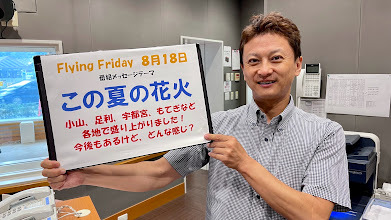 Flying Friday 8月18日
番組メッセージテーマ
この夏の花火
小山、足利、宇都宮、もてぎなど
各地で盛り上がりました！
今後もあるけど、どんな感じ？